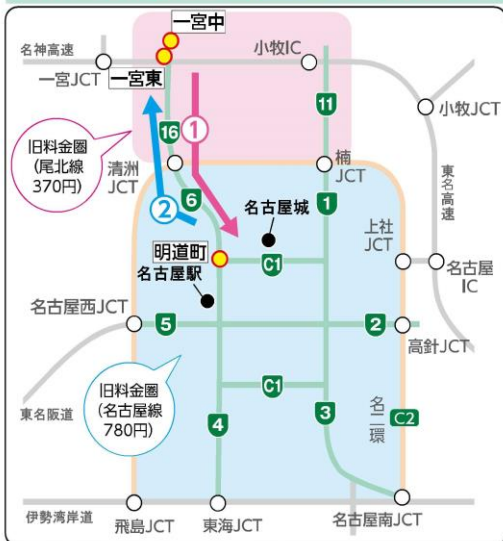 一宮中
名神高速
小牧IC
一宮JCT
一宮東
11
小牧JCT
旧料金圏
(尾北線
370円)
16
1
清洲
JCT
楠
JCT
東名高速
6
2
名古屋城
1
上社
JCT
明道町
C1
名古屋駅
名古屋
IC
名古屋西JCT
5
2
高針JCT
旧料金圏
(名古屋線
780円)
C1
東名阪道
4
3
名二環
C2
伊勢湾岸道
飛島JCT
東海JCT
名古屋南JCT